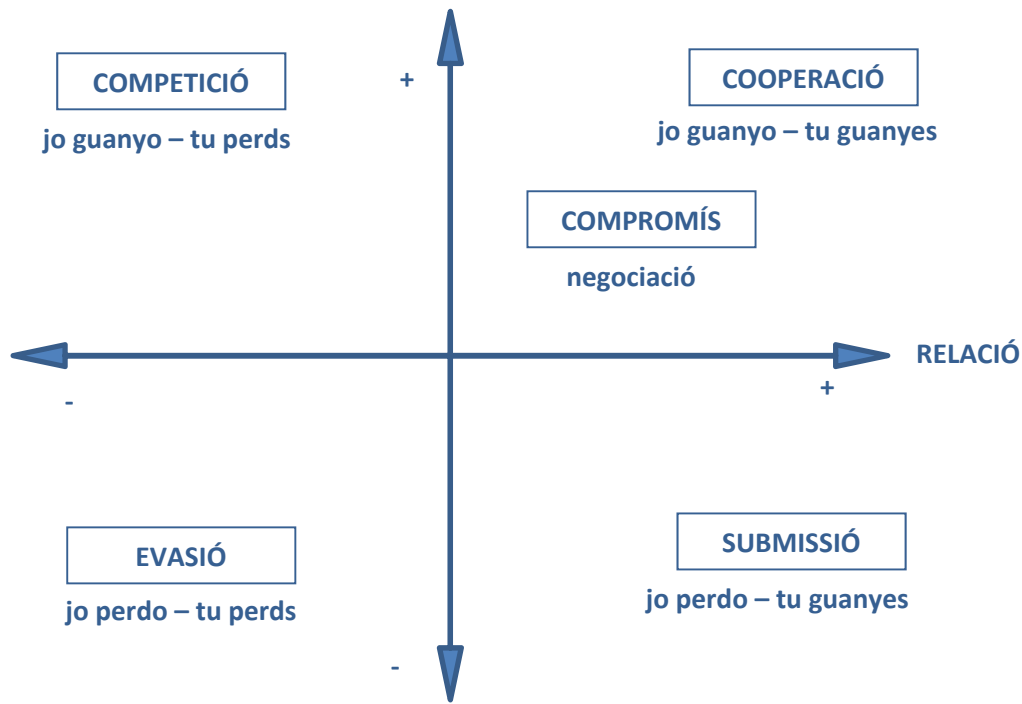 COMPETICIÓ
jo guanyo – tu perds
+
COOPERACIÓ
jo guanyo – tu guanyes
COMPROMÍS
negociació
RELACIÓ
-
+
EVASIÓ
jo perdo – tu perds
SUBMISSIÓ
jo perdo – tu guanyes
-